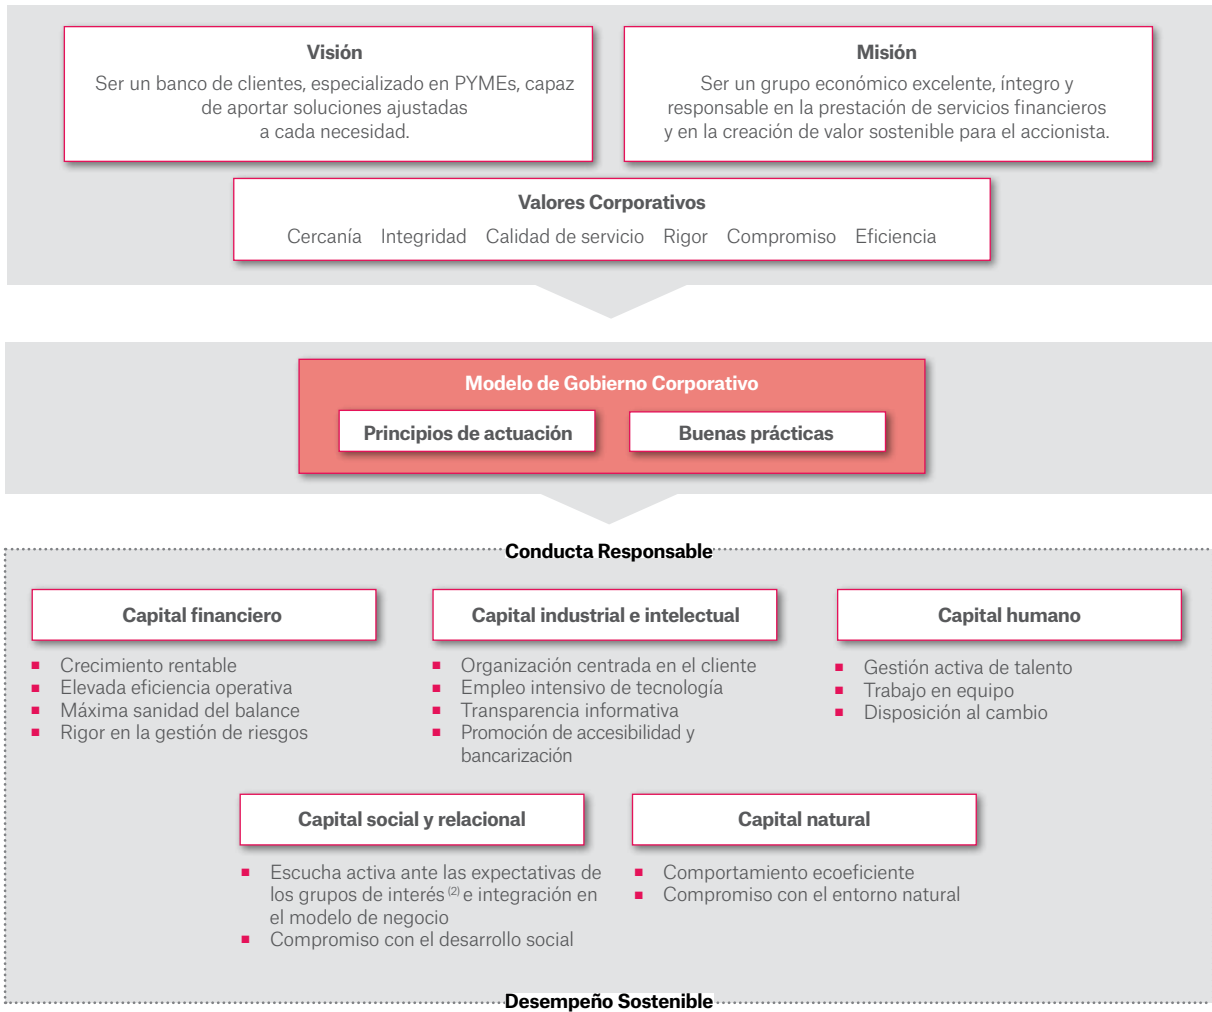 Visión
Ser un banco de clientes, especializado en PYMEs, capaz
de aportar soluciones ajustadas
a cada necesidad.
Misión
Ser un grupo económico excelente, íntegro y
responsable en la prestación de servicios financieros
y en la creación de valor sostenible para el accionista.
Valores Corporativos
Cercanía Integridad Calidad de servicio Rigor Compromiso Eficiencia
Modelo de Gobierno Corporativo
Principios de actuación
Buenas prácticas
Conducta Responsable
Capital financiero
■ Crecimiento rentable
■ Elevada eficiencia operativa
■ Máxima sanidad del balance
■ Rigor en la gestión de riesgos
Capital industrial e intelectual
■ Organización centrada en el cliente
■ Empleo intensivo de tecnología
■ Transparencia informativa
■ Promoción de accesibilidad y
bancarización
Capital humano
■ Gestión activa de talento
■ Trabajo en equipo
■ Disposición al cambio
Capital social y relacional
■ Escucha activa ante las expectativas de
los grupos de interés (2) e integración en
el modelo de negocio
■ Compromiso con el desarrollo social
Capital natural
■ Comportamiento ecoeficiente
■ Compromiso con el entorno natural
Desempeño Sostenible